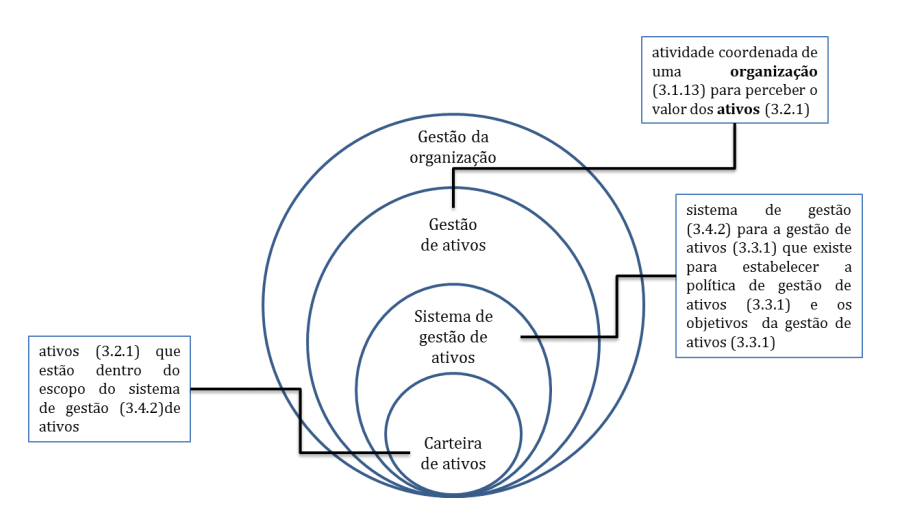 atividade coordenada de
uma organização
(3.1.13) para perceber o
valor dos ativos (3.2.1)
Gestão da
organização
Gestão
de ativos
sistema de gestão
(3.4.2) para a gestão de
ativos (3.3.1) que existe
para estabelecer a
política de gestão de
ativos (3.3.1) e os
objetivos da gestão de
ativos (3.3.1)
Sistema de
gestão de
ativos
ativos (3.2.1) que
estão dentro do
escopo do sistema
de gestão (3.4.2)de
ativos
Carteira
de ativos